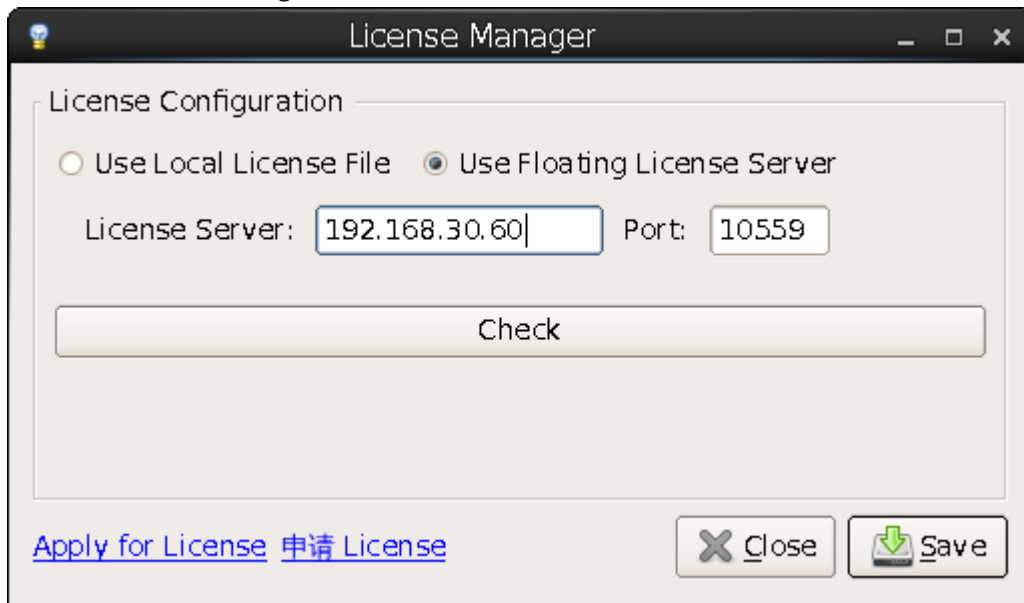 License Manager
License Configuration
Use Local License File Use Floating License Server
License Server: 192.168.30.60 Port: 10559
Check
Apply for License 申请 License Close Save